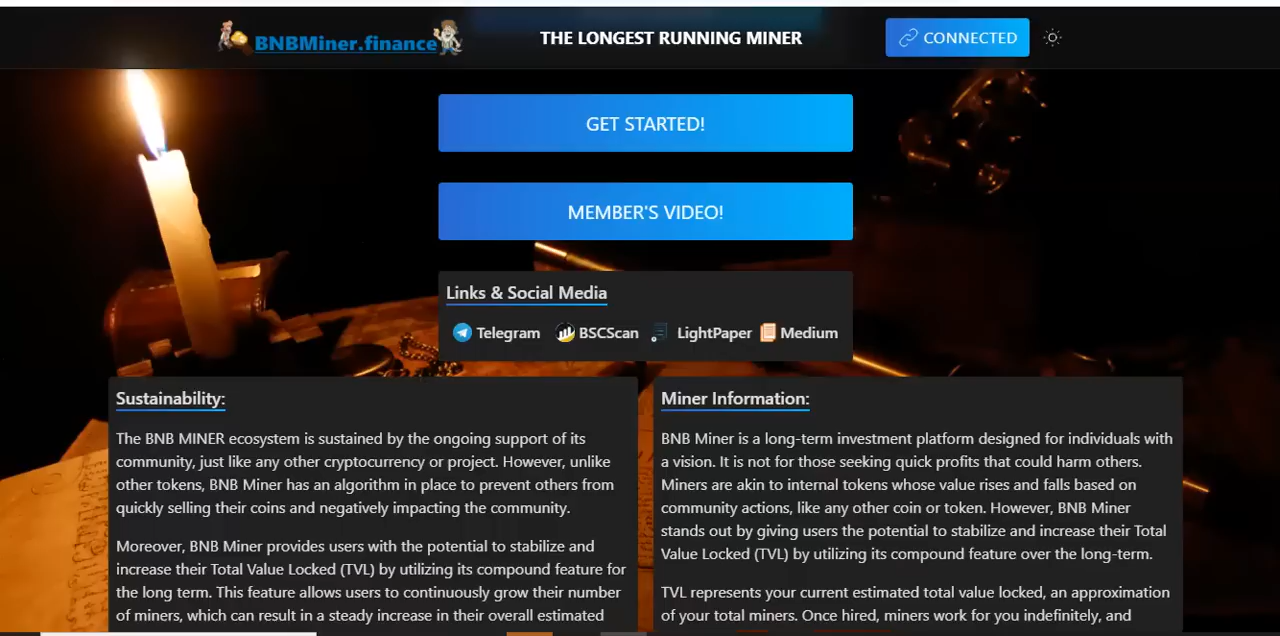 BNBMiner.finance
THE LONGEST RUNNING MINER
CONNECTED
GET STARTED!
MEMBER'S VIDEO!
Links & Social Media
Telegram BSCScan LightPaper Medium
Sustainability:
The BNB MINER ecosystem is sustained by the ongoing support of its
community, just like any other cryptocurrency or project. However, unlike
other tokens, BNB Miner has an algorithm in place to prevent others from
quickly selling their coins and negatively impacting the community.
Moreover, BNB Miner provides users with the potential to stabilize and
increase their Total Value Locked (TVL) by utilizing its compound feature for
the long term. This feature allows users to continuously grow their number
of miners, which can result in a steady increase in their overall estimated
Miner Information:
BNB Miner is a long-term investment platform designed for individuals with
a vision. It is not for those seeking quick profits that could harm others.
Miners are akin to internal tokens whose value rises and falls based on
community actions, like any other coin or token. However, BNB Miner
stands out by giving users the potential to stabilize and increase their Total
Value Locked (TVL) by utilizing its compound feature over the long-term.
TVL represents your current estimated total value locked, an approximation
of your total miners. Once hired, miners work for you indefinitely, and